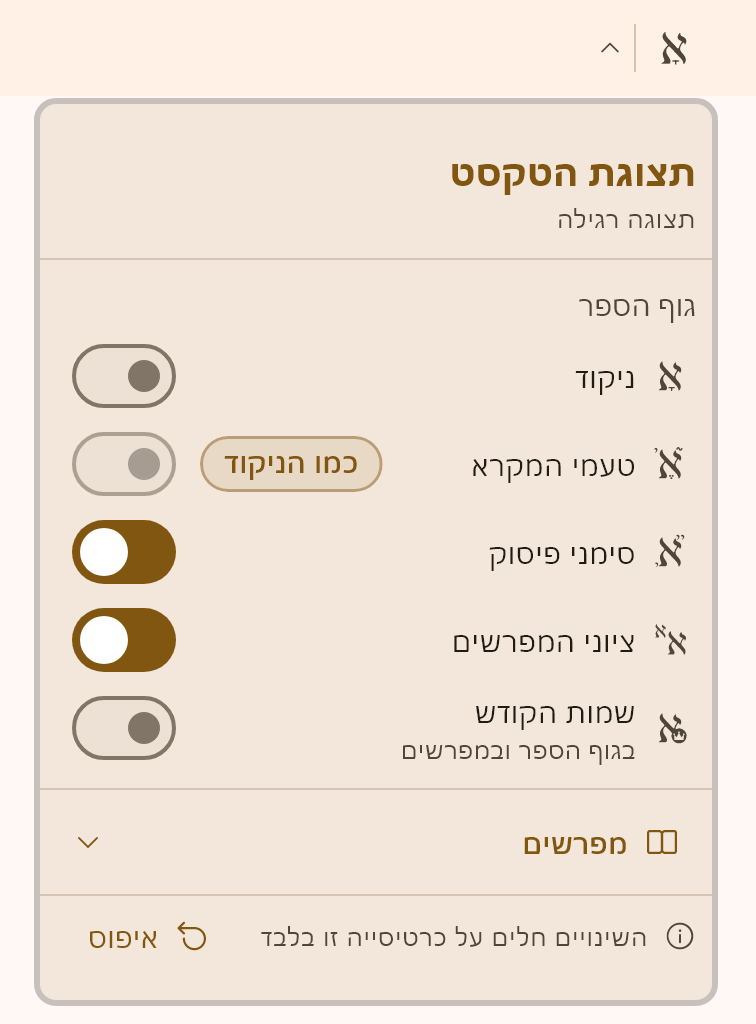 אָ
תצוגת הטקסט
תצוגה רגילה
גוף הספר
ניקוד
טעמי המקרא
כמו הניקוד
סימני פיסוק
ציוני המפרשים
שמות הקודש
בגוף הספר ובמפרשים
מפרשים
השינויים חלים על כרטיסייה זו בלבד
איפוס